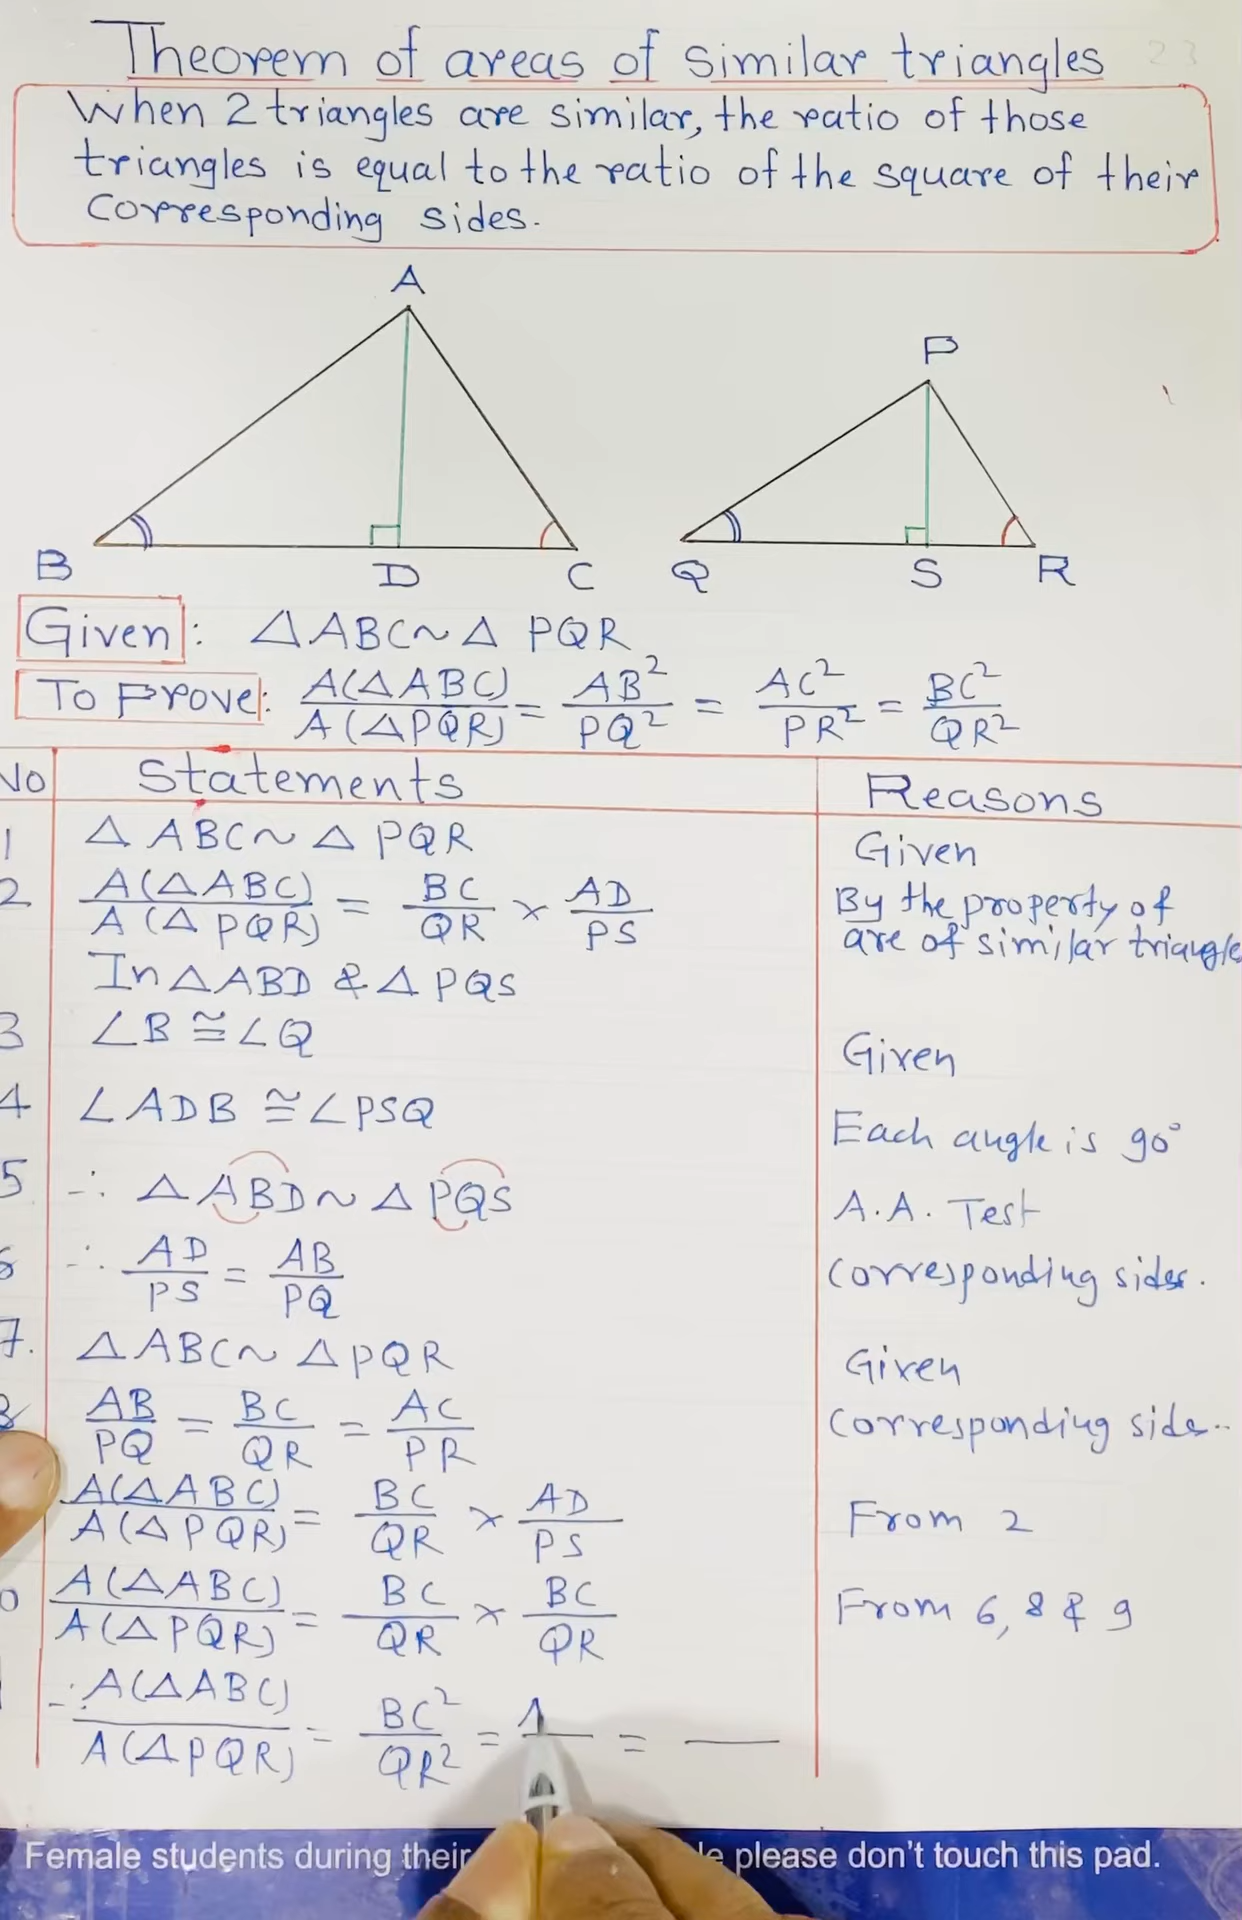 Theorem of areas of similar triangles
23
When 2 triangles are similar, the ratio of those
triangles is equal to the ratio of the square of their
corresponding sides.
A
P
B D C Q S R
Given: △ABC ~ △ PQR
To Prove: A(△ABC)/A(△PQR) = AB²/PQ² = AC²/PR² = BC²/QR²
No Statements Reasons
1 △ ABC ~ △ PQR Given
2 A(△ABC)/A(△PQR) = BC/QR × AD/PS By the property of
are of similar triangle
In △ABD & △PQS
3 ∠B ≅ ∠Q Given
4 ∠ADB ≅ ∠PSQ Each angle is 90°
5 ∴ △ABD ~ △PQS A.A. Test
6 ∴ AD/PS = AB/PQ corresponding sides.
7. △ABC ~ △PQR Given
8 AB/PQ = BC/QR = AC/PR corresponding side..
A(△ABC)/A(△PQR) = BC/QR × AD/PS From 2
0 A(△ABC)/A(△PQR) = BC/QR × BC/QR From 6, 8 & 9
∴ A(△ABC)/A(△PQR) = BC²/QR² = A
Female students during their please don't touch this pad.